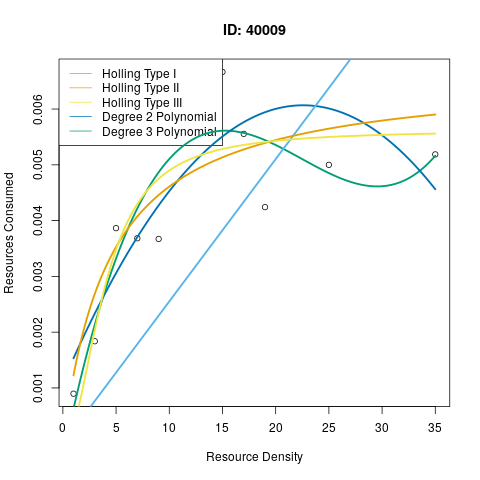 ID: 40009
Holling Type I
Holling Type II
Holling Type III
Degree 2 Polynomial
Degree 3 Polynomial
Resources Consumed
0.001 0.002 0.003 0.004 0.005 0.006
0 5 10 15 20 25 30 35
Resource Density